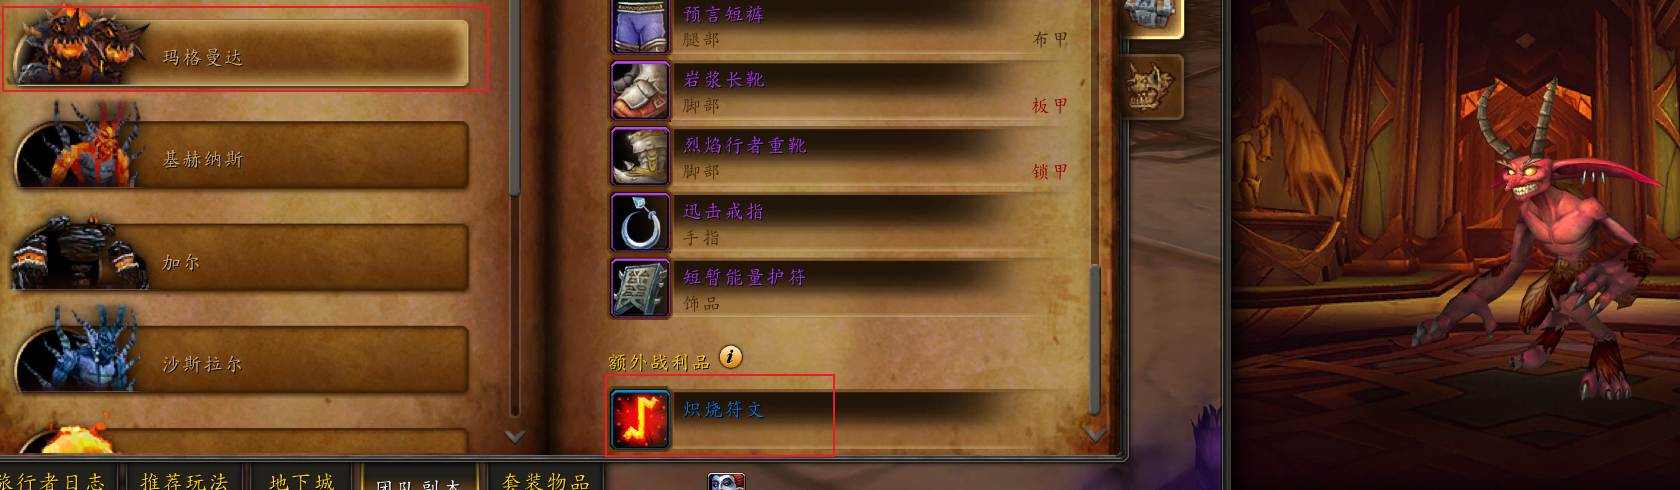 玛格曼达
基赫纳斯
加尔
沙斯拉尔
预言短裤
腿部
布甲
岩浆长靴
脚部
板甲
烈焰行者重靴
脚部
锁甲
迅击戒指
手指
短暂能量护符
饰品
额外战利品
炽烧符文
旅行者日志
推荐玩法
地下城
团队副本
套装物品